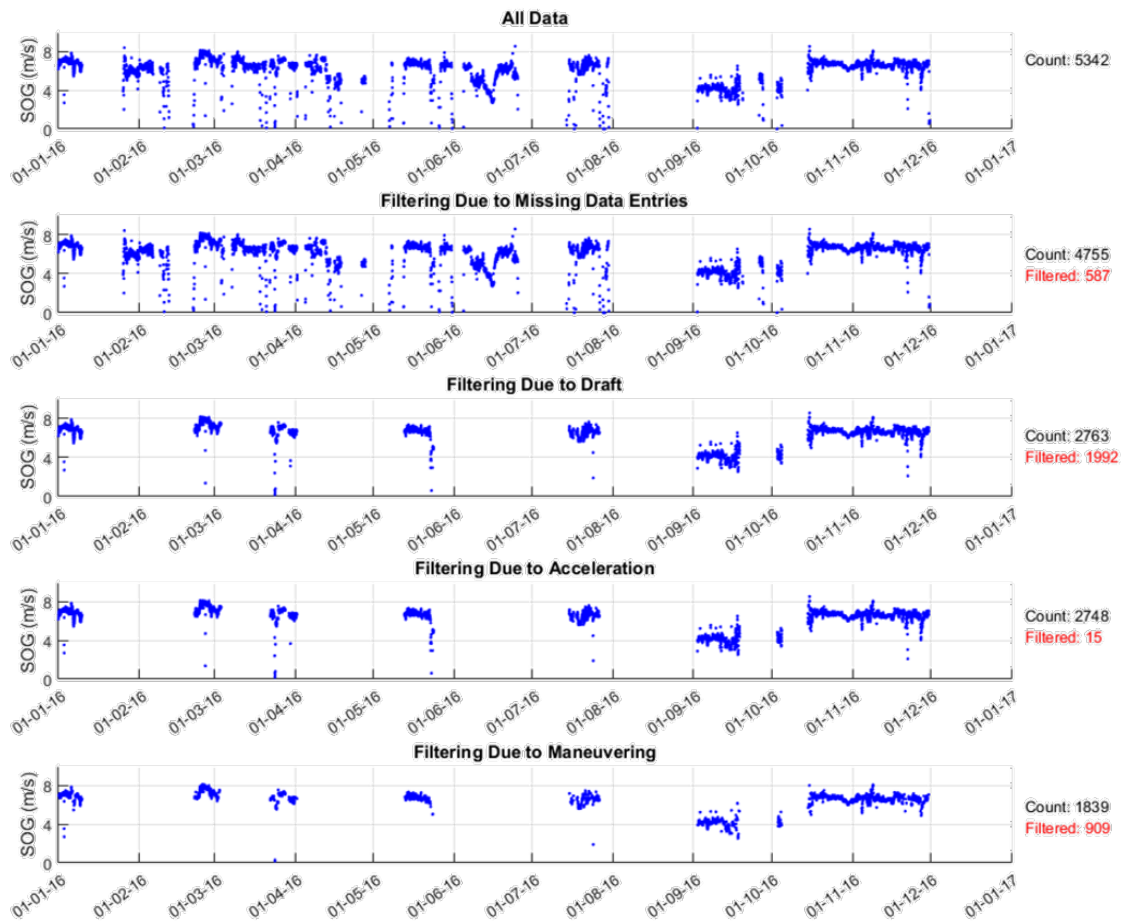 All Data
SOG (m/s)
8
4
0
Count: 5342
01-01-16 01-02-16 01-03-16 01-04-16 01-05-16 01-06-16 01-07-16 01-08-16 01-09-16 01-10-16 01-11-16 01-12-16 01-01-17
Filtering Due to Missing Data Entries
SOG (m/s)
8
4
0
Count: 4755
Filtered: 587
01-01-16 01-02-16 01-03-16 01-04-16 01-05-16 01-06-16 01-07-16 01-08-16 01-09-16 01-10-16 01-11-16 01-12-16 01-01-17
Filtering Due to Draft
SOG (m/s)
8
4
0
Count: 2763
Filtered: 1992
01-01-16 01-02-16 01-03-16 01-04-16 01-05-16 01-06-16 01-07-16 01-08-16 01-09-16 01-10-16 01-11-16 01-12-16 01-01-17
Filtering Due to Acceleration
SOG (m/s)
8
4
0
Count: 2748
Filtered: 15
01-01-16 01-02-16 01-03-16 01-04-16 01-05-16 01-06-16 01-07-16 01-08-16 01-09-16 01-10-16 01-11-16 01-12-16 01-01-17
Filtering Due to Maneuvering
SOG (m/s)
8
4
0
Count: 1839
Filtered: 909
01-01-16 01-02-16 01-03-16 01-04-16 01-05-16 01-06-16 01-07-16 01-08-16 01-09-16 01-10-16 01-11-16 01-12-16 01-01-17